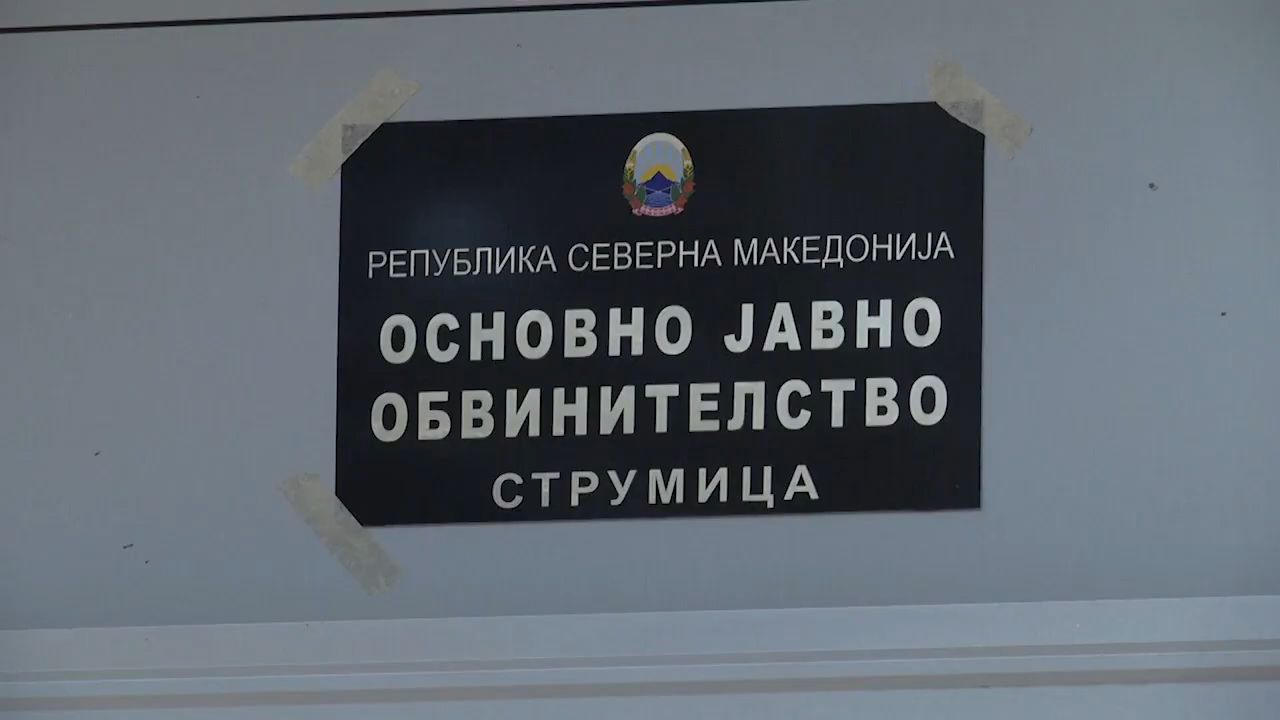 РЕПУБЛИКА СЕВЕРНА МАКЕДОНИЈА
ОСНОВНО ЈАВНО
ОБВИНИТЕЛСТВО
СТРУМИЦА